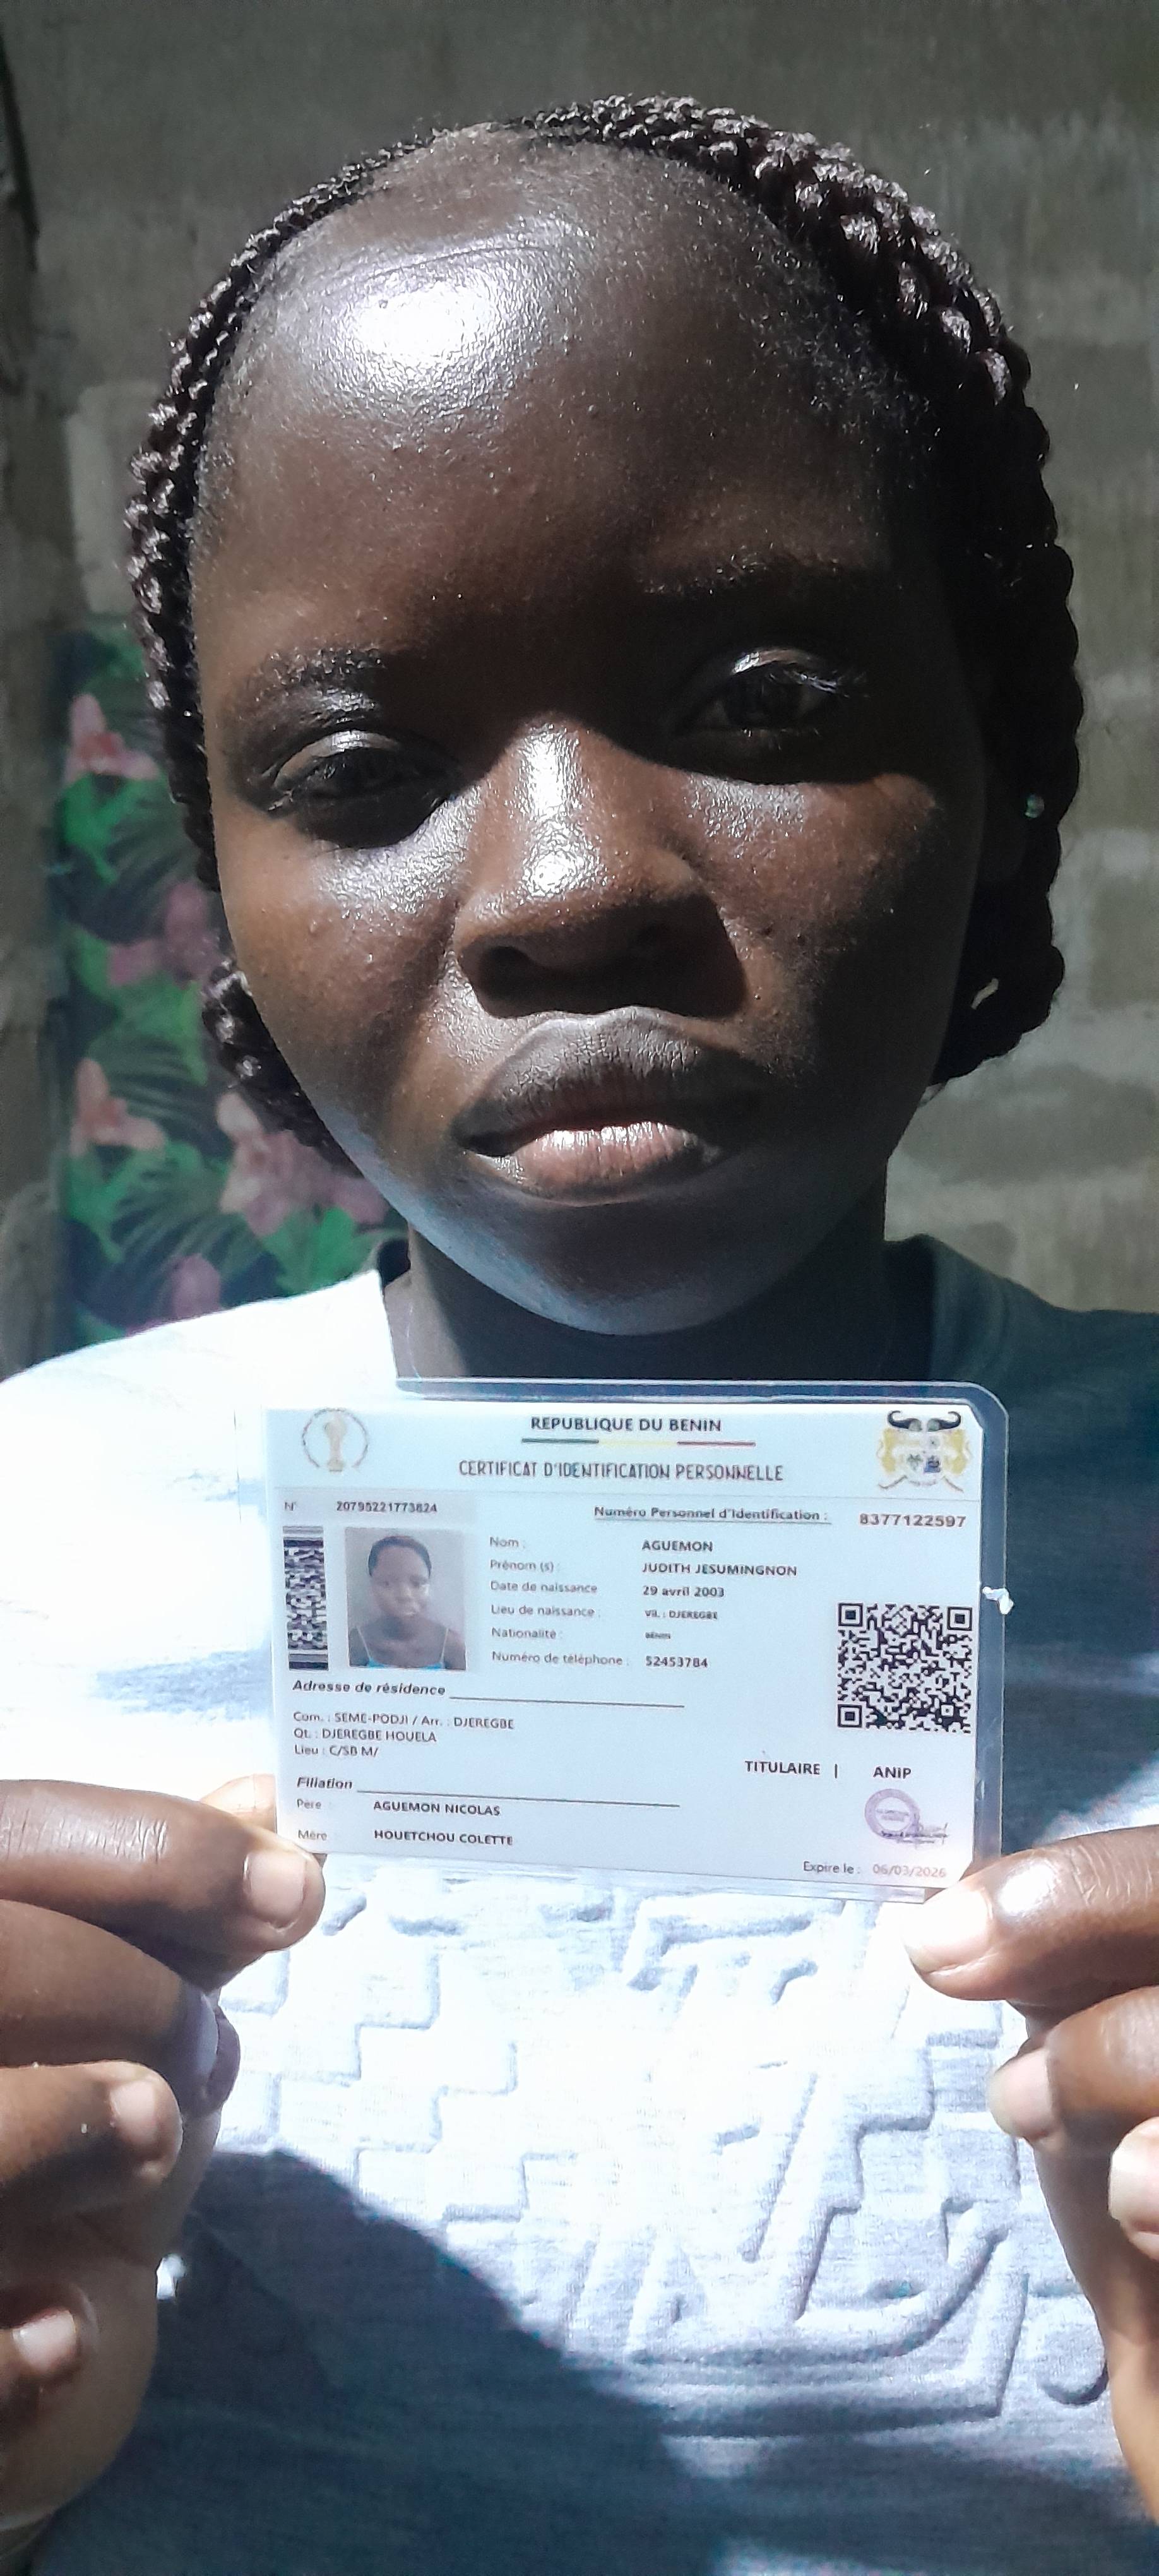 REPUBLIQUE DU BENIN
CERTIFICAT D'IDENTIFICATION PERSONNELLE
N° 20795221773824
Numéro Personnel d'Identification : 8377122597
Nom : AGUEMON
Prénom (s) : JUDITH JESUMINGNON
Date de naissance 29 avril 2003
Lieu de naissance : Vil. : DJEREGBE
Nationalité : BENIN
Numéro de téléphone : 52453784
Adresse de résidence
Com. : SEME-PODJI / Arr. : DJEREGBE
Qt. : DJEREGBE HOUELA
Lieu : C/SB M/
TITULAIRE | ANIP
Filiation
Père AGUEMON NICOLAS
Mère HOUETCHOU COLETTE
Expire le : 06/03/2026